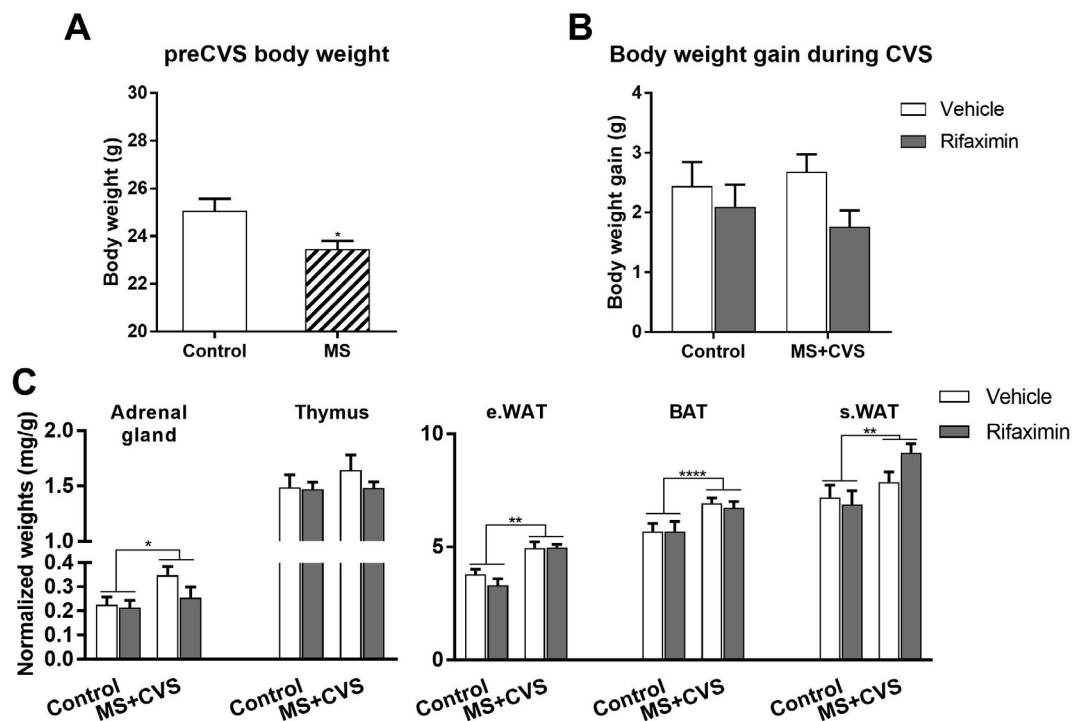 A
preCVS body weight
Body weight (g)
30
28
26
24
22
20
*
Control
MS
B
Body weight gain during CVS
Body weight gain (g)
4
3
2
1
0
Control
MS+CVS
Vehicle
Rifaximin
C
Normalized weights (mg/g)
Adrenal
gland
Thymus
2.0
1.5
1.0
0.4
0.3
0.2
0.1
0.0
*
Control
MS+CVS
Control
MS+CVS
e.WAT
BAT
s.WAT
10
5
0
**
****
**
Control
MS+CVS
Control
MS+CVS
Control
MS+CVS
Vehicle
Rifaximin